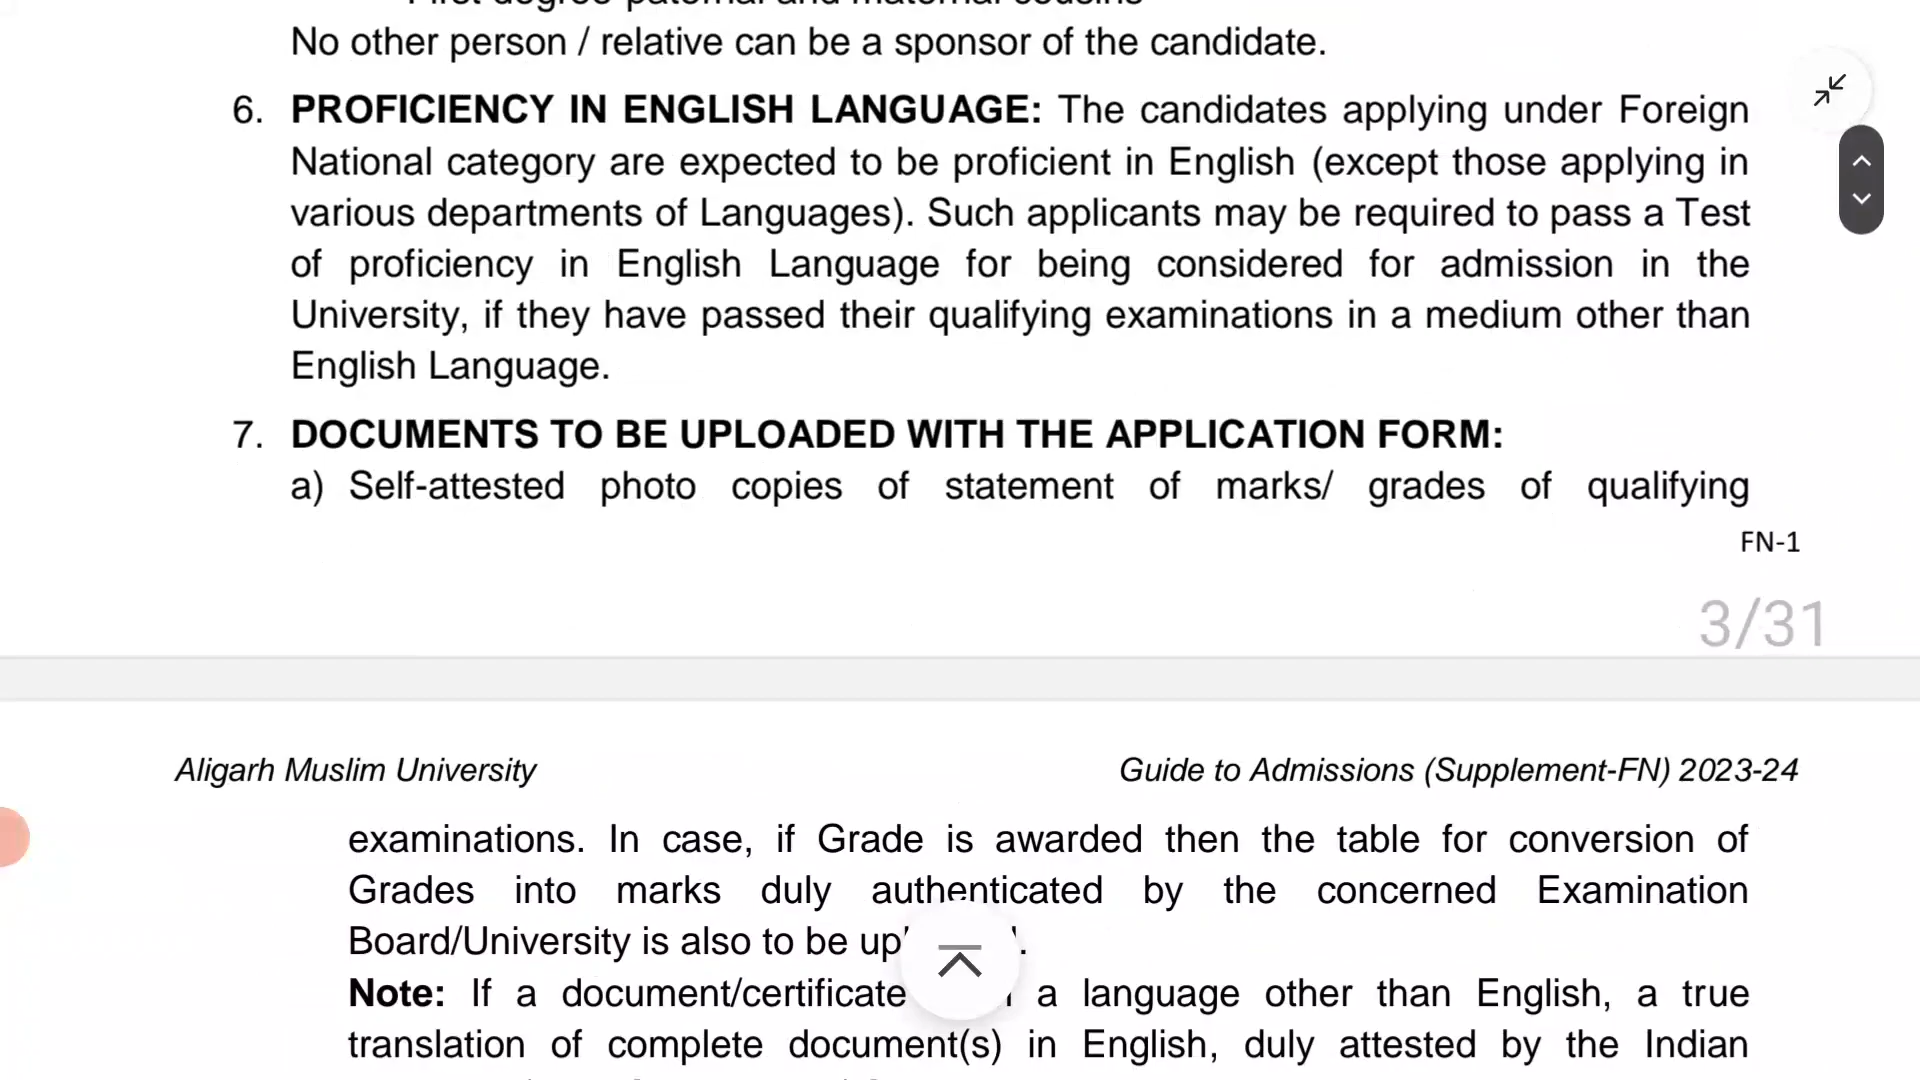 No other person / relative can be a sponsor of the candidate.
6. PROFICIENCY IN ENGLISH LANGUAGE: The candidates applying under Foreign
National category are expected to be proficient in English (except those applying in
various departments of Languages). Such applicants may be required to pass a Test
of proficiency in English Language for being considered for admission in the
University, if they have passed their qualifying examinations in a medium other than
English Language.
7. DOCUMENTS TO BE UPLOADED WITH THE APPLICATION FORM:
a) Self-attested photo copies of statement of marks/ grades of qualifying
FN-1
3/31
Aligarh Muslim University Guide to Admissions (Supplement-FN) 2023-24
examinations. In case, if Grade is awarded then the table for conversion of
Grades into marks duly authenticated by the concerned Examination
Board/University is also to be
Note: If a document/certificate a language other than English, a true
translation of complete document(s) in English, duly attested by the Indian